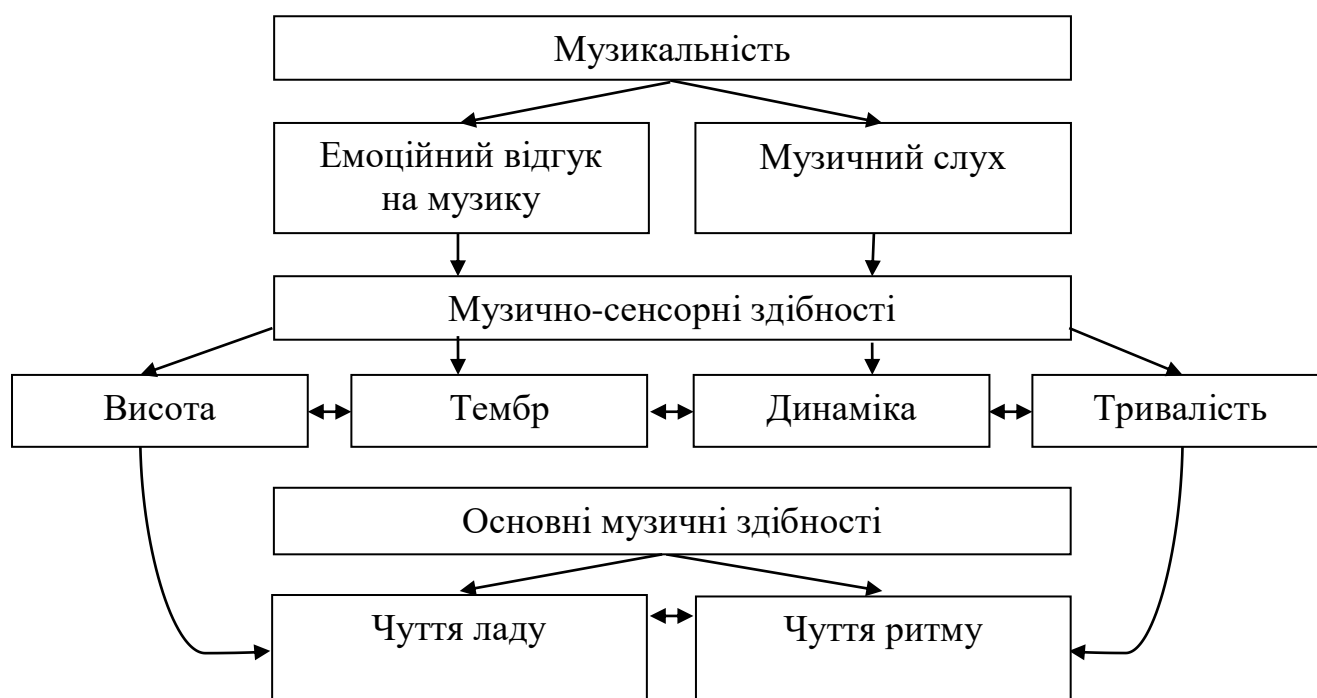 Музикальність
Емоційний відгук
на музику
Музичний слух
Музично-сенсорні здібності
Висота
Тембр
Динаміка
Тривалість
Основні музичні здібності
Чуття ладу
Чуття ритму